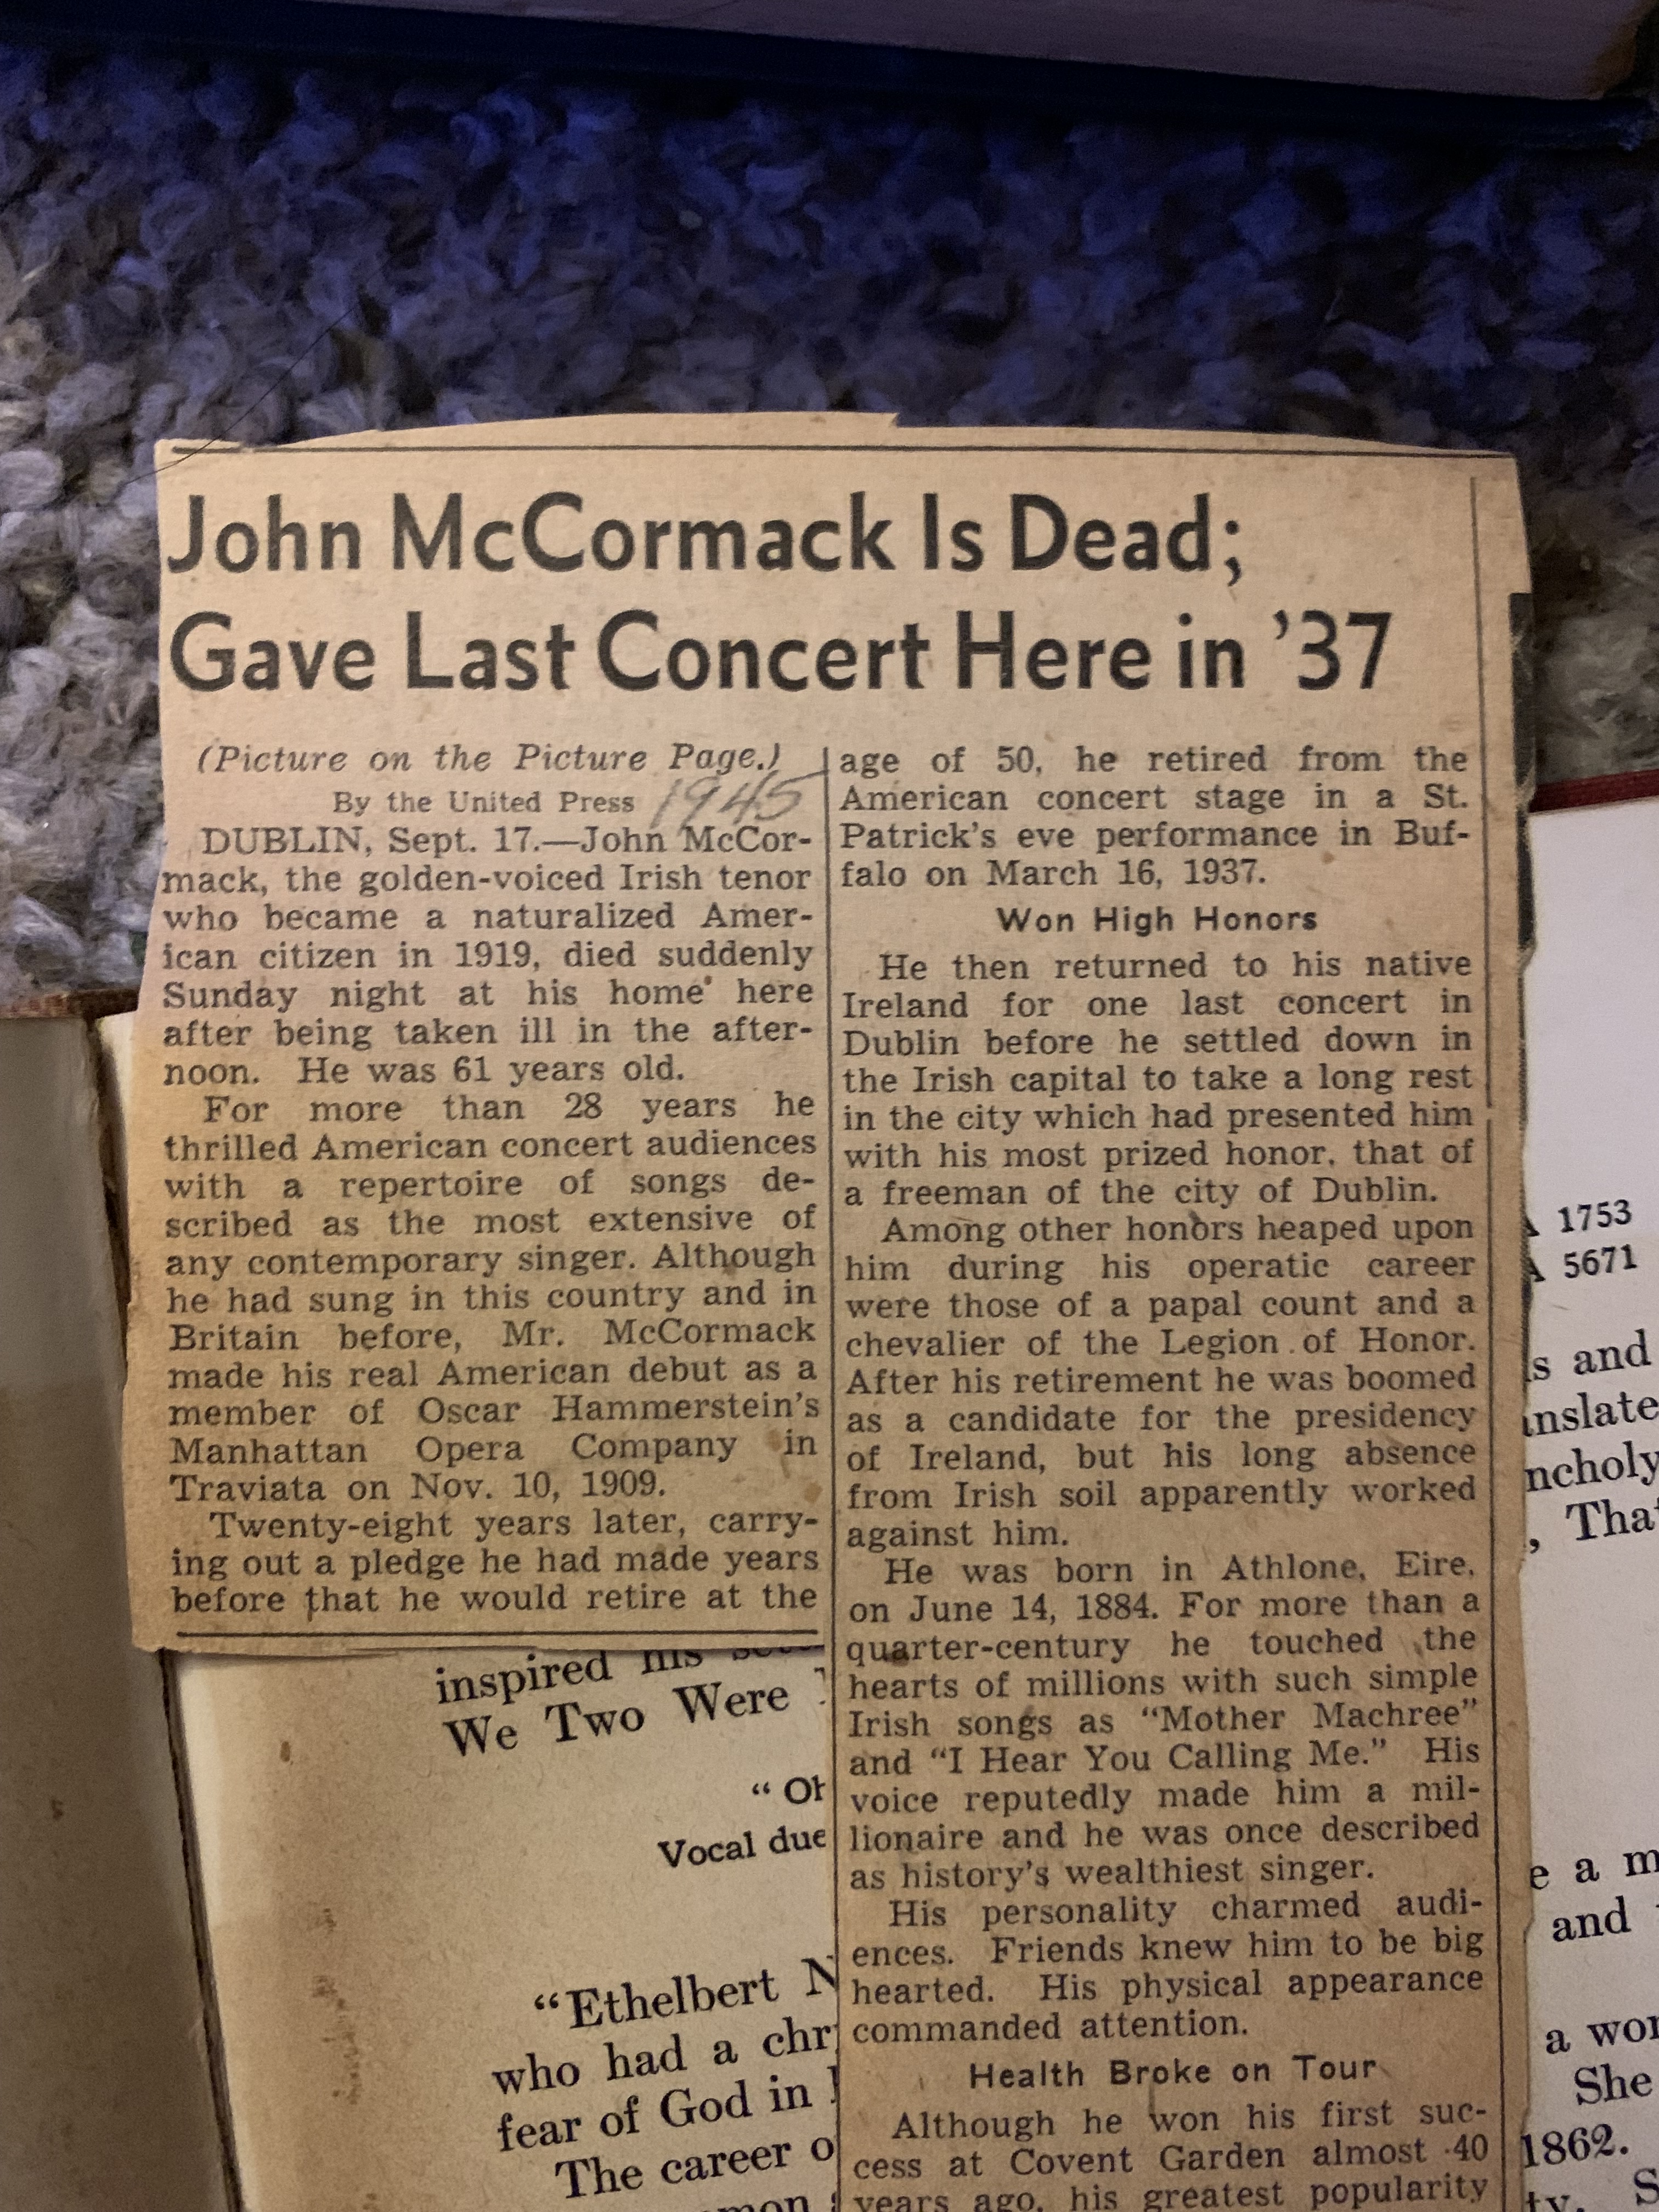 John McCormack Is Dead;
Gave Last Concert Here in '37
(Picture on the Picture Page.)
By the United Press 1945
DUBLIN, Sept. 17.—John McCor-
mack, the golden-voiced Irish tenor
who became a naturalized Amer-
ican citizen in 1919, died suddenly
Sunday night at his home here
after being taken ill in the after-
noon. He was 61 years old.
For more than 28 years he
thrilled American concert audiences
with a repertoire of songs de-
scribed as the most extensive of
any contemporary singer. Although
he had sung in this country and in
Britain before, Mr. McCormack
made his real American debut as a
member of Oscar Hammerstein's
Manhattan Opera Company in
Traviata on Nov. 10, 1909.
Twenty-eight years later, carry-
ing out a pledge he had made years
before that he would retire at the
age of 50, he retired from the
American concert stage in a St.
Patrick's eve performance in Buf-
falo on March 16, 1937.
Won High Honors
He then returned to his native
Ireland for one last concert in
Dublin before he settled down in
the Irish capital to take a long rest
in the city which had presented him
with his most prized honor, that of
a freeman of the city of Dublin.
Among other honors heaped upon
him during his operatic career
were those of a papal count and a
chevalier of the Legion of Honor.
After his retirement he was boomed
as a candidate for the presidency
of Ireland, but his long absence
from Irish soil apparently worked
against him.
He was born in Athlone, Eire,
on June 14, 1884. For more than a
quarter-century he touched the
hearts of millions with such simple
Irish songs as "Mother Machree"
and "I Hear You Calling Me." His
voice reputedly made him a mil-
lionaire and he was once described
as history's wealthiest singer.
His personality charmed audi-
ences. Friends knew him to be big
hearted. His physical appearance
commanded attention.
Health Broke on Tour
Although he won his first suc-
cess at Covent Garden almost 40
years ago, his greatest popularity
inspired his
We Two Were
"Oh
Vocal due
"Ethelbert N
who had a chr
fear of God in
The career o
1753
5671
s and
anslate
ncholy
, That
e a m
and
a wor
She
1862.